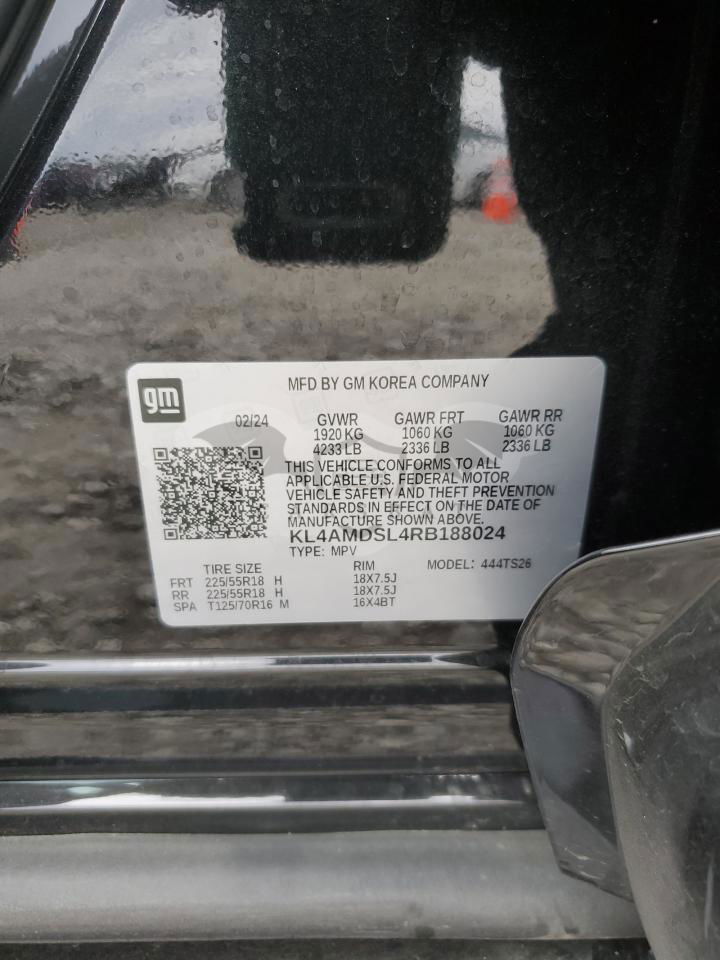 gm
MFD BY GM KOREA COMPANY
02/24 GVWR GAWR FRT GAWR RR
1920 KG 1060 KG 1060 KG
4233 LB 2336 LB 2336 LB
THIS VEHICLE CONFORMS TO ALL
APPLICABLE U.S. FEDERAL MOTOR
VEHICLE SAFETY AND THEFT PREVENTION
STANDARDS IN EFFECT ON THE DATE OF
MANUFACTURE SHOWN ABOVE.
KL4AMDSL4RB188024
TYPE: MPV
TIRE SIZE RIM MODEL: 444TS26
FRT 225/55R18 H 18X7.5J
RR 225/55R18 H 18X7.5J
SPA T125/70R16 M 16X4BT